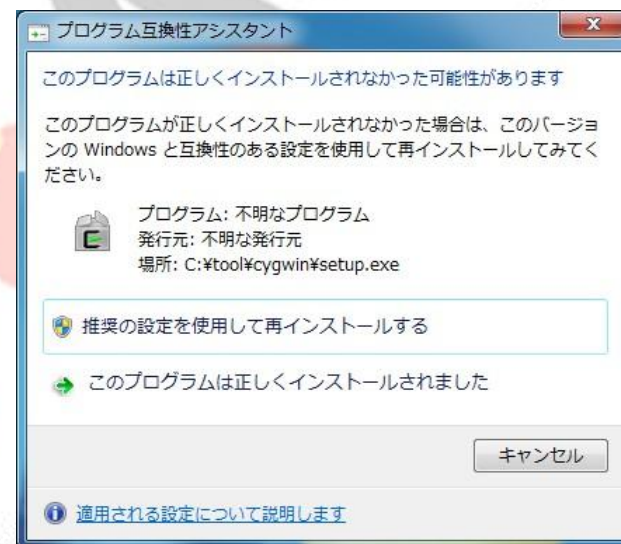 プログラム互換性アシスタント
このプログラムは正しくインストールされなかった可能性があります
このプログラムが正しくインストールされなかった場合は、このバージョ
ンの Windows と互換性のある設定を使用して再インストールしてみてく
ださい。
プログラム: 不明なプログラム
発行元: 不明な発行元
場所: C:¥tool¥cygwin¥setup.exe
推奨の設定を使用して再インストールする
このプログラムは正しくインストールされました
キャンセル
適用される設定について説明します